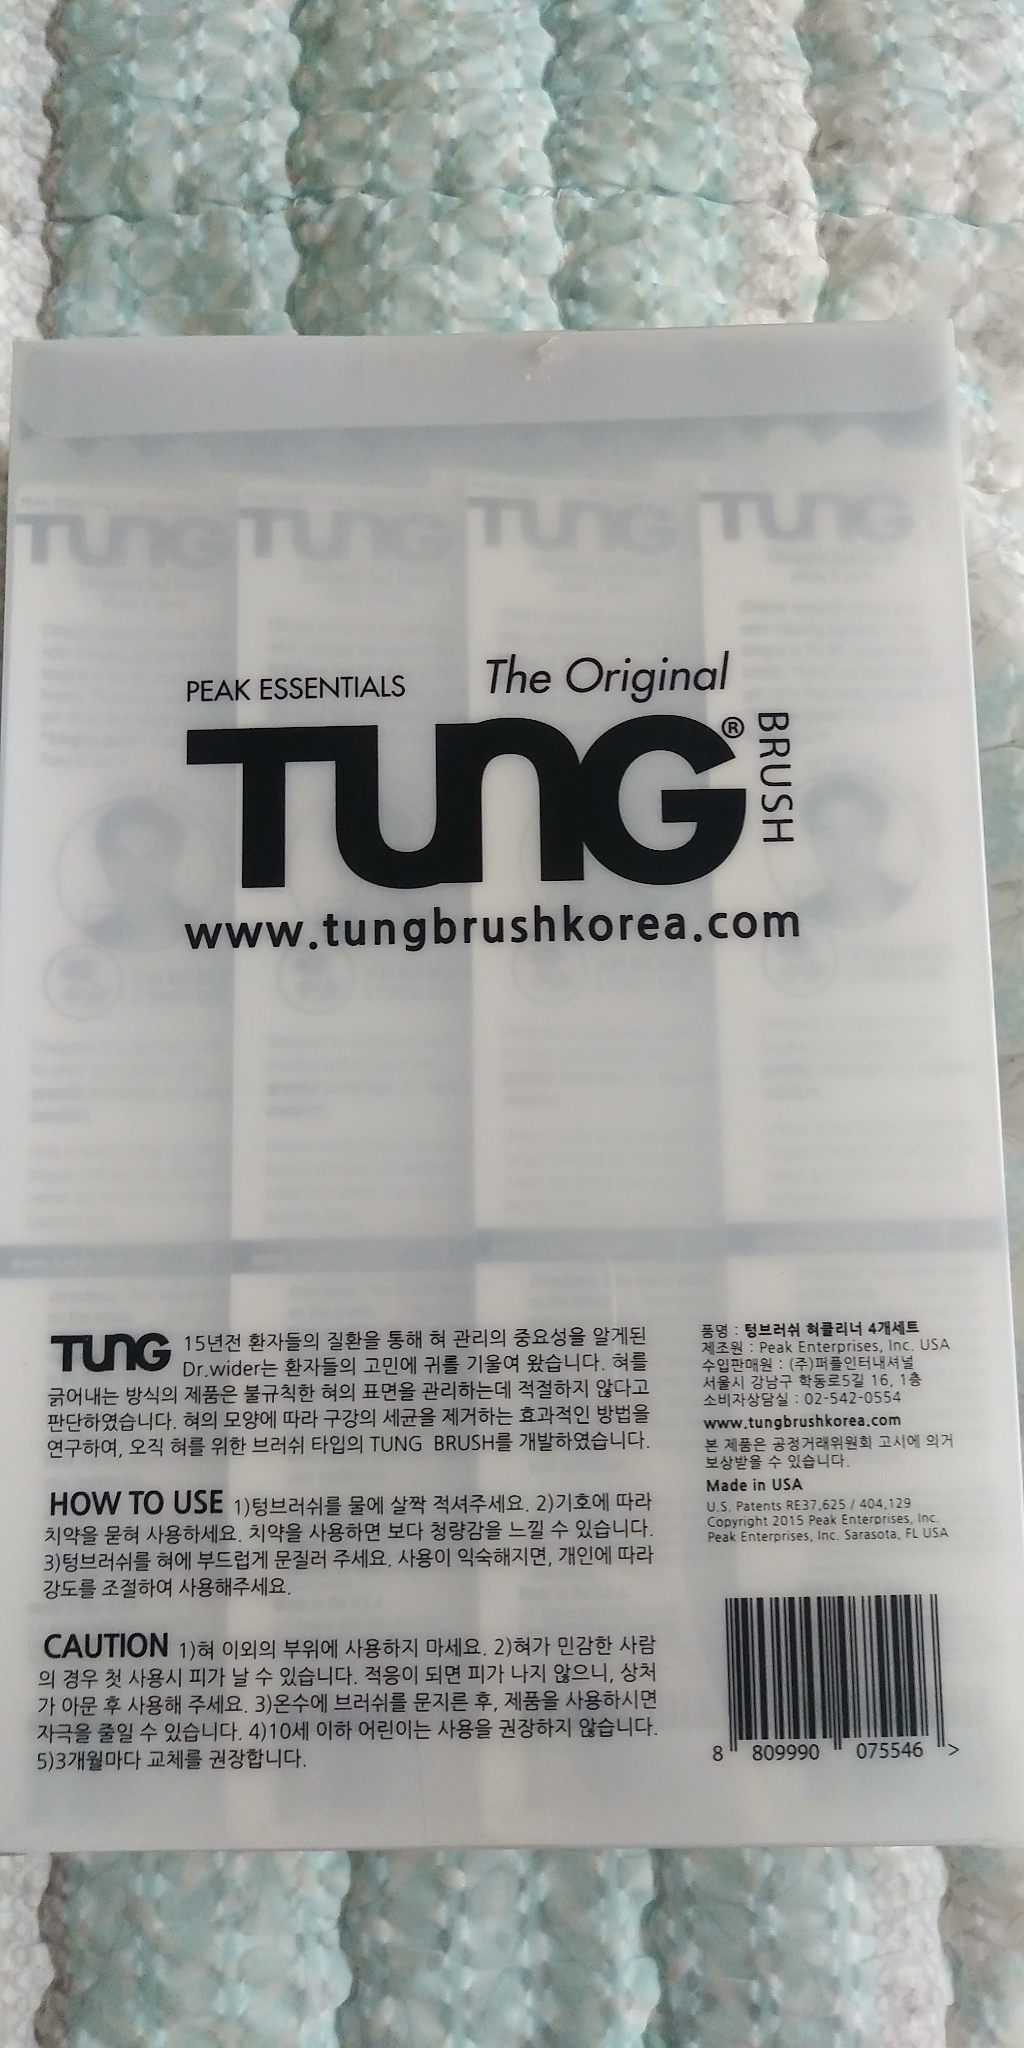 TUNG
TUNG
TUNG
TUNG
PEAK ESSENTIALS
The Original
TUNG® BRUSH
www.tungbrushkorea.com
TUNG 15년전 환자들의 질환을 통해 혀 관리의 중요성을 알게된
Dr.wider는 환자들의 고민에 귀를 기울여 왔습니다. 혀를
긁어내는 방식의 제품은 불규칙한 혀의 표면을 관리하는데 적절하지 않다고
판단하였습니다. 혀의 모양에 따라 구강의 세균을 제거하는 효과적인 방법을
연구하여, 오직 혀를 위한 브러쉬 타입의 TUNG BRUSH를 개발하였습니다.
HOW TO USE 1)텅브러쉬를 물에 살짝 적셔주세요. 2)기호에 따라
치약을 묻혀 사용하세요. 치약을 사용하면 보다 청량감을 느낄 수 있습니다.
3)텅브러쉬를 혀에 부드럽게 문질러 주세요. 사용이 익숙해지면, 개인에 따라
강도를 조절하여 사용해주세요.
CAUTION 1)혀 이외의 부위에 사용하지 마세요. 2)혀가 민감한 사람
의 경우 첫 사용시 피가 날 수 있습니다. 적응이 되면 피가 나지 않으니, 상처
가 아문 후 사용해 주세요. 3)온수에 브러쉬를 문지른 후, 제품을 사용하시면
자극을 줄일 수 있습니다. 4)10세 이하 어린이는 사용을 권장하지 않습니다.
5)3개월마다 교체를 권장합니다.
품명 : 텅브러쉬 혀클리너 4개세트
제조원 : Peak Enterprises, Inc. USA
수입판매원 : (주)퍼플인터내셔널
서울시 강남구 학동로5길 16, 1층
소비자상담실 : 02-542-0554
www.tungbrushkorea.com
본 제품은 공정거래위원회 고시에 의거
보상받을 수 있습니다.
Made in USA
U.S. Patents RE37,625 / 404,129
Copyright 2015 Peak Enterprises, Inc.
Peak Enterprises, Inc. Sarasota, FL USA
8 809990 075546 >